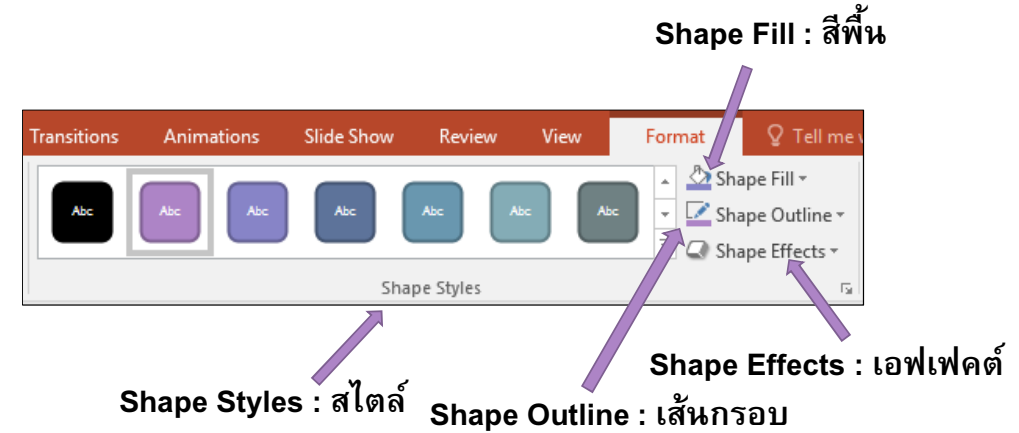 Shape Fill : สีพื้น
Transitions Animations Slide Show Review View Format Tell me
Abc Abc Abc Abc Abc Abc Abc
Shape Fill
Shape Outline
Shape Effects
Shape Styles
Shape Effects : เอฟเฟคต์
Shape Styles : สไตล์
Shape Outline : เส้นกรอบ